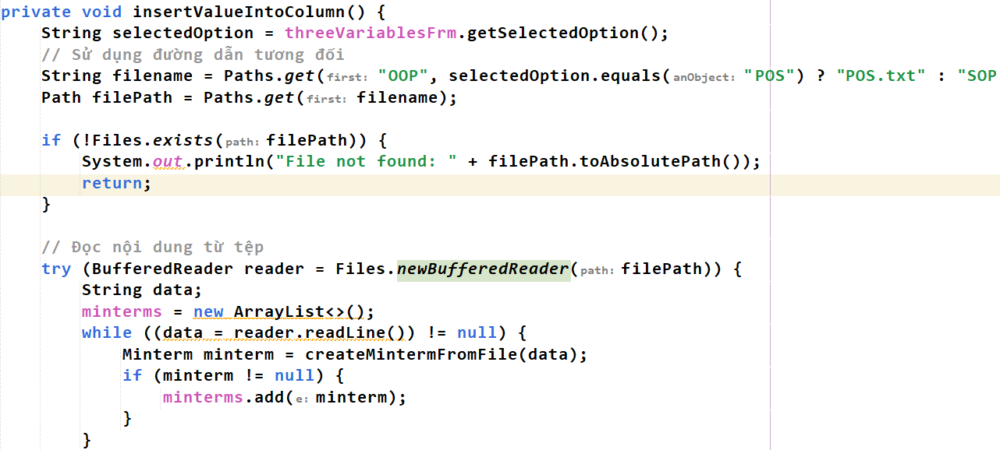 private void insertValueIntoColumn() {
String selectedOption = threeVariablesFrm.getSelectedOption();
// Sử dụng đường dẫn tương đối
String filename = Paths.get( first: "OOP", selectedOption.equals( anObject: "POS") ? "POS.txt" : "SOP
Path filePath = Paths.get( first: filename);
if (!Files.exists( path: filePath)) {
System.out.println("File not found: " + filePath.toAbsolutePath());
return;
}
// Đọc nội dung từ tệp
try (BufferedReader reader = Files.newBufferedReader( path: filePath)) {
String data;
minterms = new ArrayList<>();
while ((data = reader.readLine()) != null) {
Minterm minterm = createMintermFromFile(data);
if (minterm != null) {
minterms.add( e: minterm);
}
}